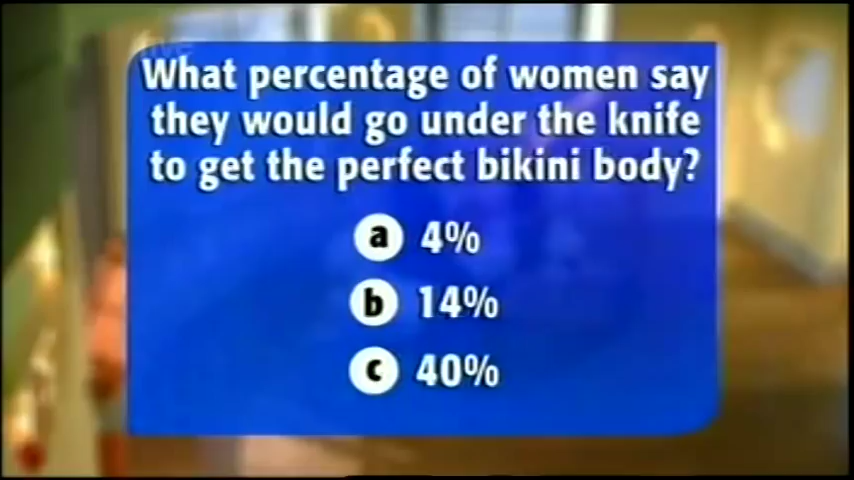 live
What percentage of women say
they would go under the knife
to get the perfect bikini body?
a 4%
b 14%
c 40%